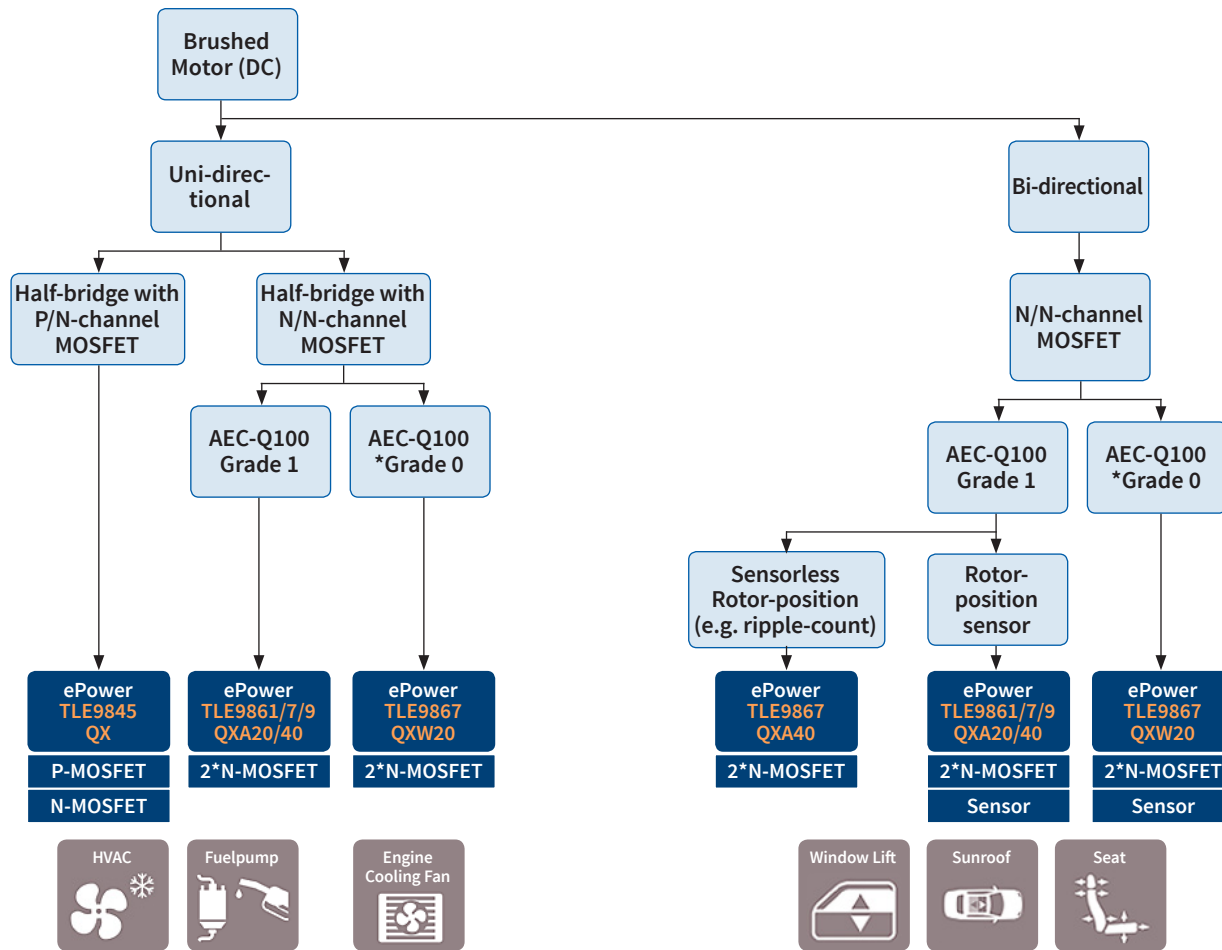 Brushed
Motor (DC)
Uni-direc-
tional
Bi-directional
Half-bridge with
P/N-channel
MOSFET
Half-bridge with
N/N-channel
MOSFET
N/N-channel
MOSFET
AEC-Q100
Grade 1
AEC-Q100
*Grade 0
AEC-Q100
Grade 1
AEC-Q100
*Grade 0
Sensorless
Rotor-position
(e.g. ripple-count)
Rotor-
position
sensor
ePower
TLE9845
QX
P-MOSFET
N-MOSFET
ePower
TLE9861/7/9
QXA20/40
2*N-MOSFET
ePower
TLE9867
QXW20
2*N-MOSFET
ePower
TLE9867
QXA40
2*N-MOSFET
ePower
TLE9861/7/9
QXA20/40
2*N-MOSFET
Sensor
ePower
TLE9867
QXW20
2*N-MOSFET
Sensor
HVAC
Fuelpump
Engine
Cooling Fan
Window Lift
Sunroof
Seat